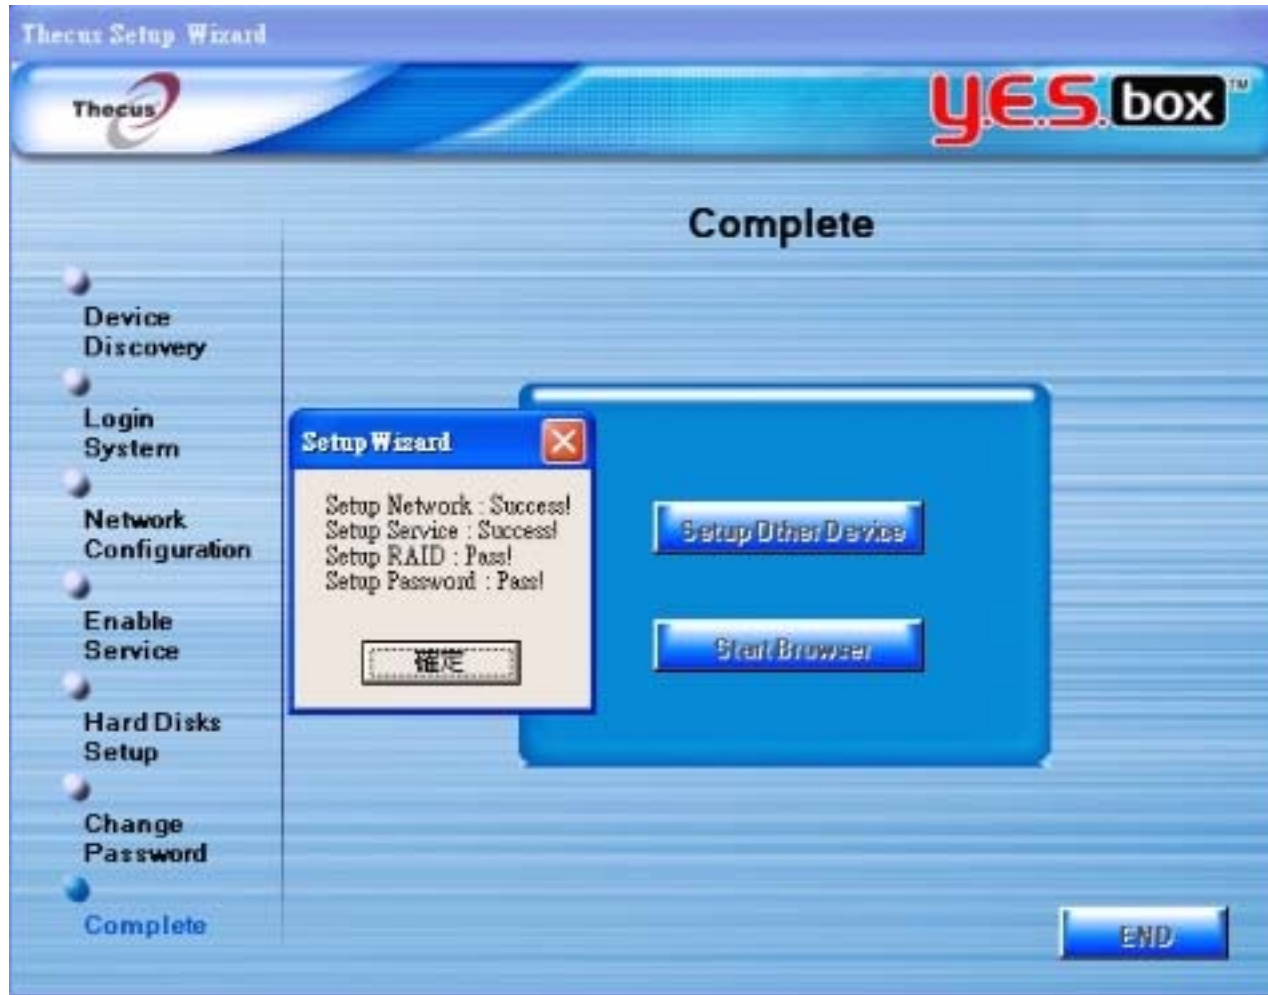 Thecus Setup Wizard
Thecus
Y.E.S. box™
Complete
Device
Discovery
Login
System
Network
Configuration
Enable
Service
Hard Disks
Setup
Change
Password
Complete
Setup Wizard
Setup Network : Success!
Setup Service : Success!
Setup RAID : Pass!
Setup Password : Pass!
確定
Setup Other Device
Start Browser
END